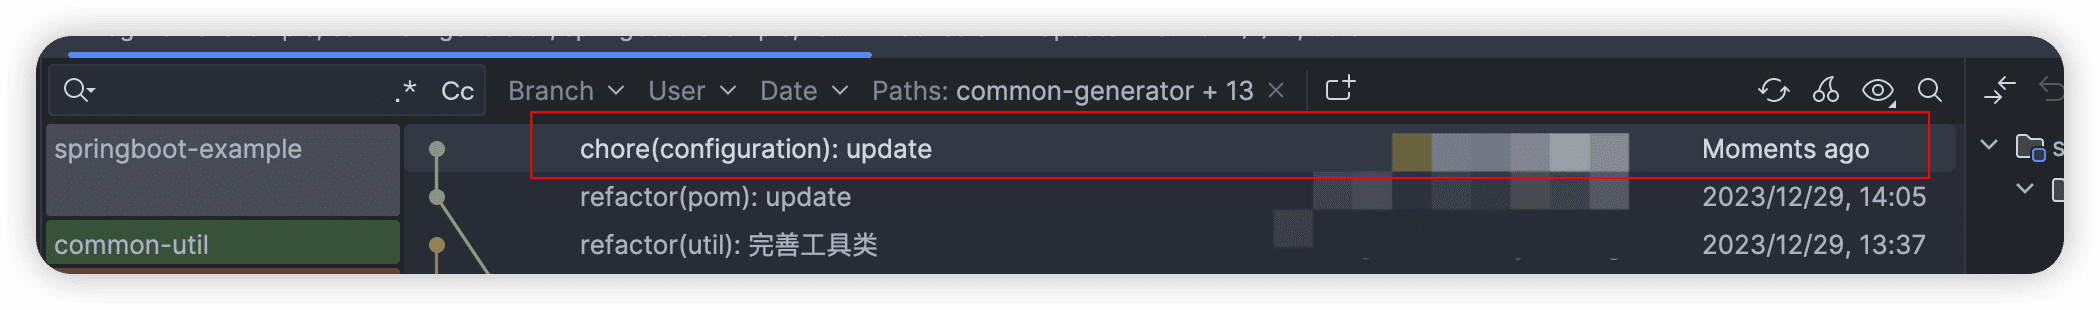 .* Cc Branch User Date Paths: common-generator + 13
springboot-example
chore(configuration): update Moments ago
refactor(pom): update 2023/12/29, 14:05
common-util
refactor(util): 完善工具类 2023/12/29, 13:37